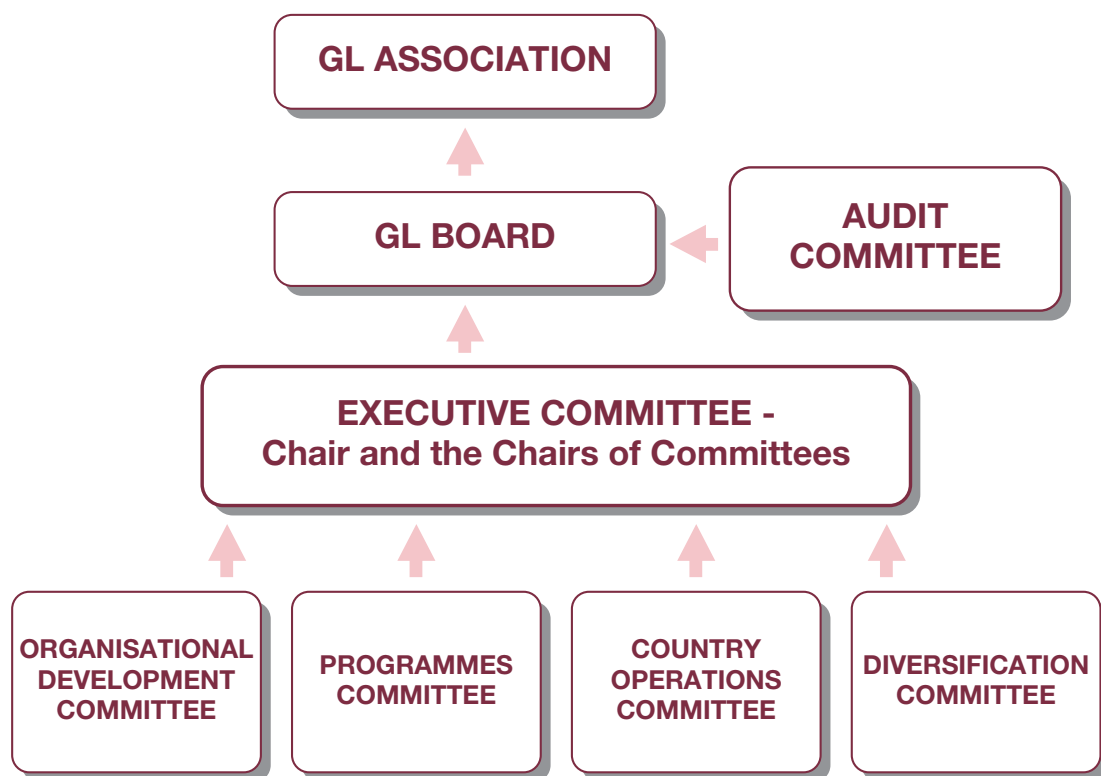 GL ASSOCIATION
GL BOARD
AUDIT
COMMITTEE
EXECUTIVE COMMITTEE -
Chair and the Chairs of Committees
ORGANISATIONAL
DEVELOPMENT
COMMITTEE
PROGRAMMES
COMMITTEE
COUNTRY
OPERATIONS
COMMITTEE
DIVERSIFICATION
COMMITTEE